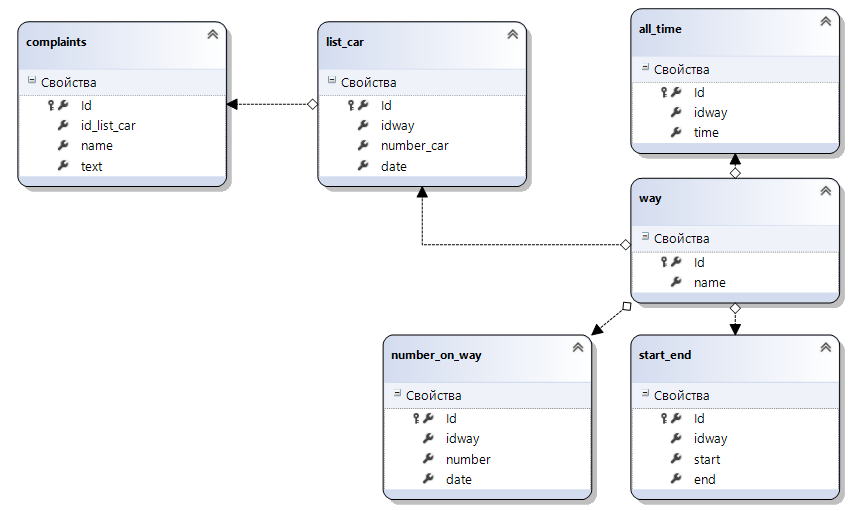 complaints
Свойства
Id
id_list_car
name
text
list_car
Свойства
Id
idway
number_car
date
all_time
Свойства
Id
idway
time
way
Свойства
Id
name
number_on_way
Свойства
Id
idway
number
date
start_end
Свойства
Id
idway
start
end